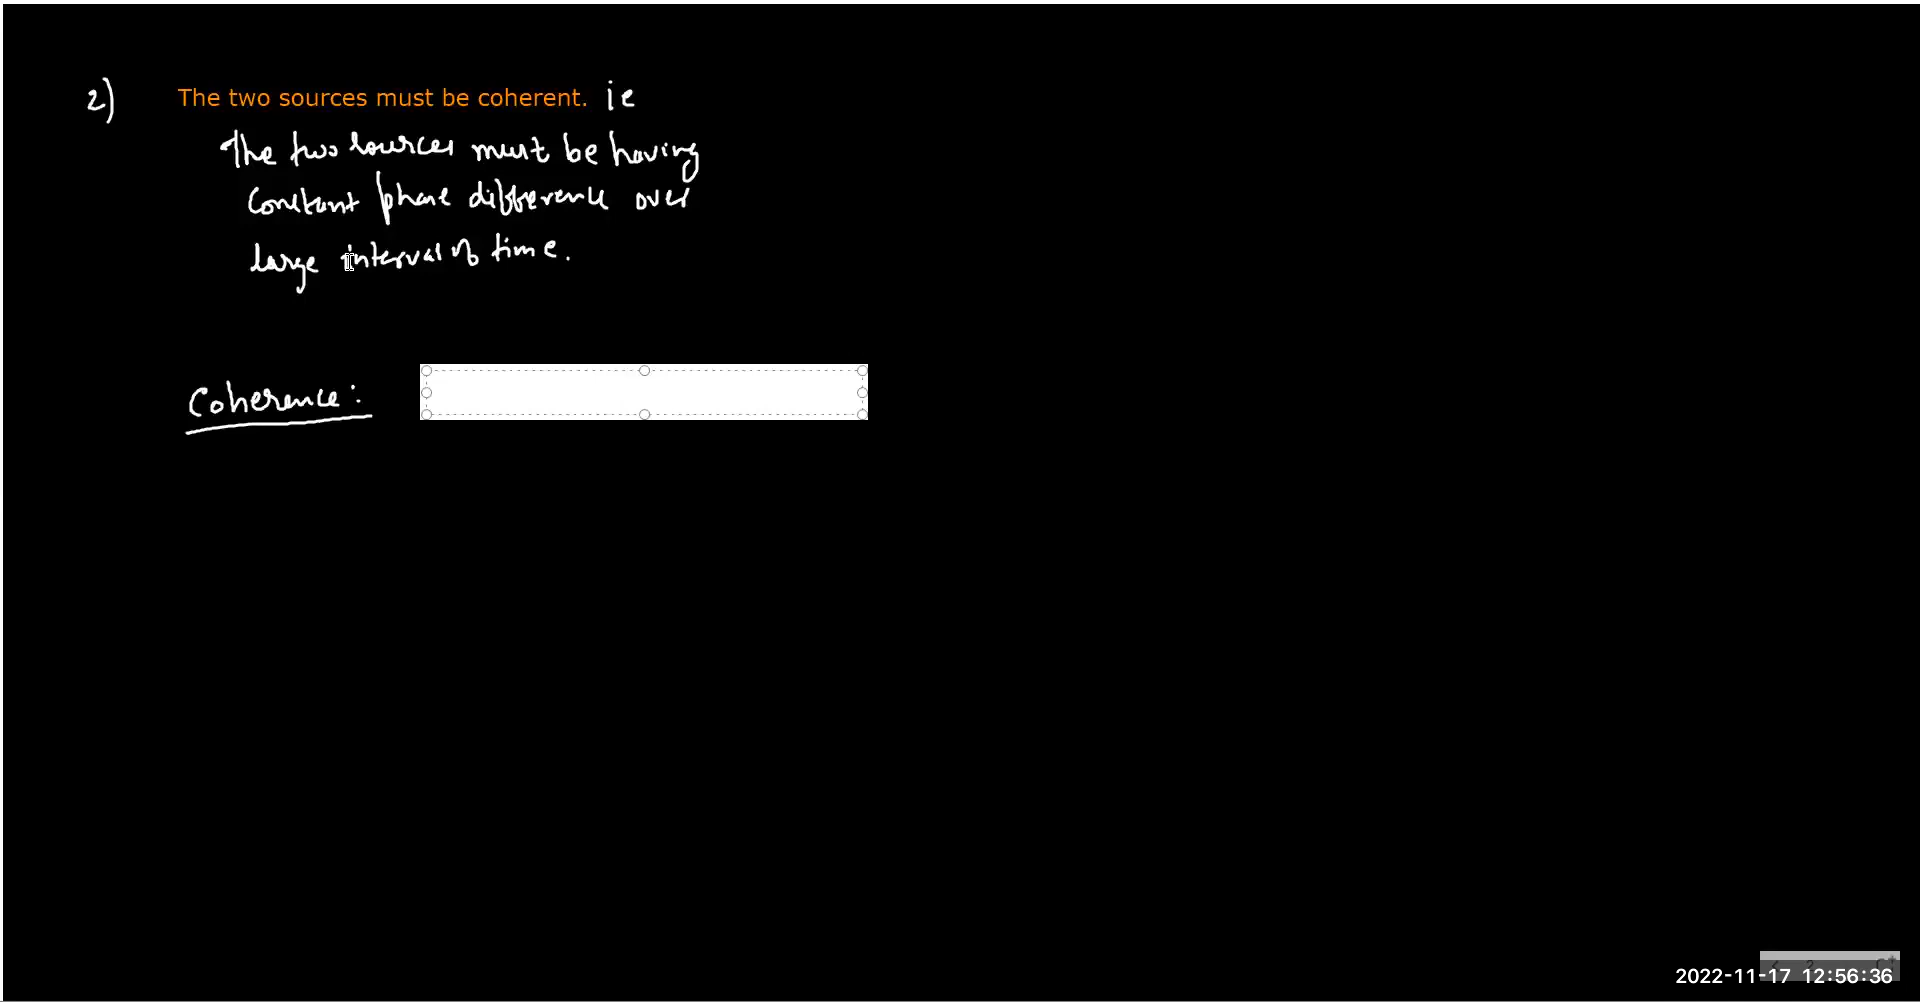 2) The two sources must be coherent. ie
The two sources must be having
constant phase difference over
large interval of time.
Coherence:
2022-11-17 12:56:36